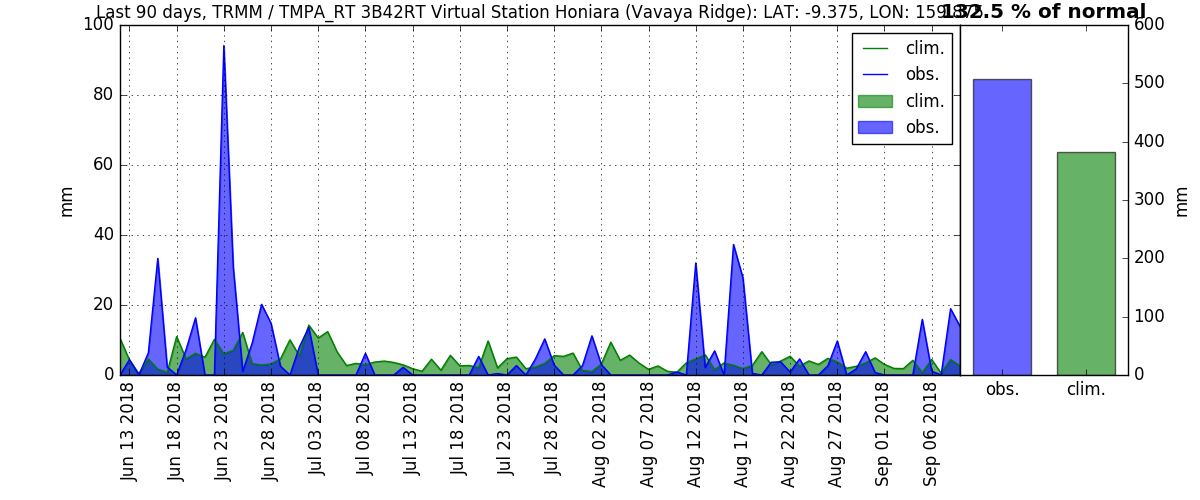 Last 90 days, TRMM / TMPA_RT 3B42RT Virtual Station Honiara (Vavaya Ridge): LAT: -9.375, LON:
132.5 % of normal
100
80
60
40
20
0
mm
clim.
obs.
clim.
obs.
600
500
400
300
200
100
0
mm
obs.
clim.
Jun 13 2018
Jun 18 2018
Jun 23 2018
Jun 28 2018
Jul 03 2018
Jul 08 2018
Jul 13 2018
Jul 18 2018
Jul 23 2018
Jul 28 2018
Aug 02 2018
Aug 07 2018
Aug 12 2018
Aug 17 2018
Aug 22 2018
Aug 27 2018
Sep 01 2018
Sep 06 2018